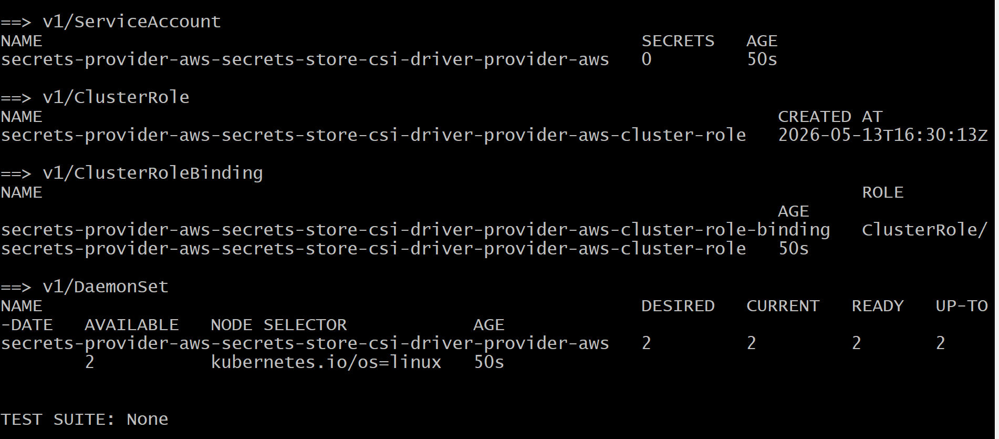 ==> v1/ServiceAccount
NAME SECRETS AGE
secrets-provider-aws-secrets-store-csi-driver-provider-aws 0 50s
==> v1/ClusterRole
NAME CREATED AT
secrets-provider-aws-secrets-store-csi-driver-provider-aws-cluster-role 2026-05-13T16:30:13Z
==> v1/ClusterRoleBinding
NAME ROLE
AGE
secrets-provider-aws-secrets-store-csi-driver-provider-aws-cluster-role-binding ClusterRole/
secrets-provider-aws-secrets-store-csi-driver-provider-aws-cluster-role 50s
==> v1/DaemonSet
NAME DESIRED CURRENT READY UP-TO
-DATE AVAILABLE NODE SELECTOR AGE
secrets-provider-aws-secrets-store-csi-driver-provider-aws 2 2 2 2
2 kubernetes.io/os=linux 50s
TEST SUITE: None